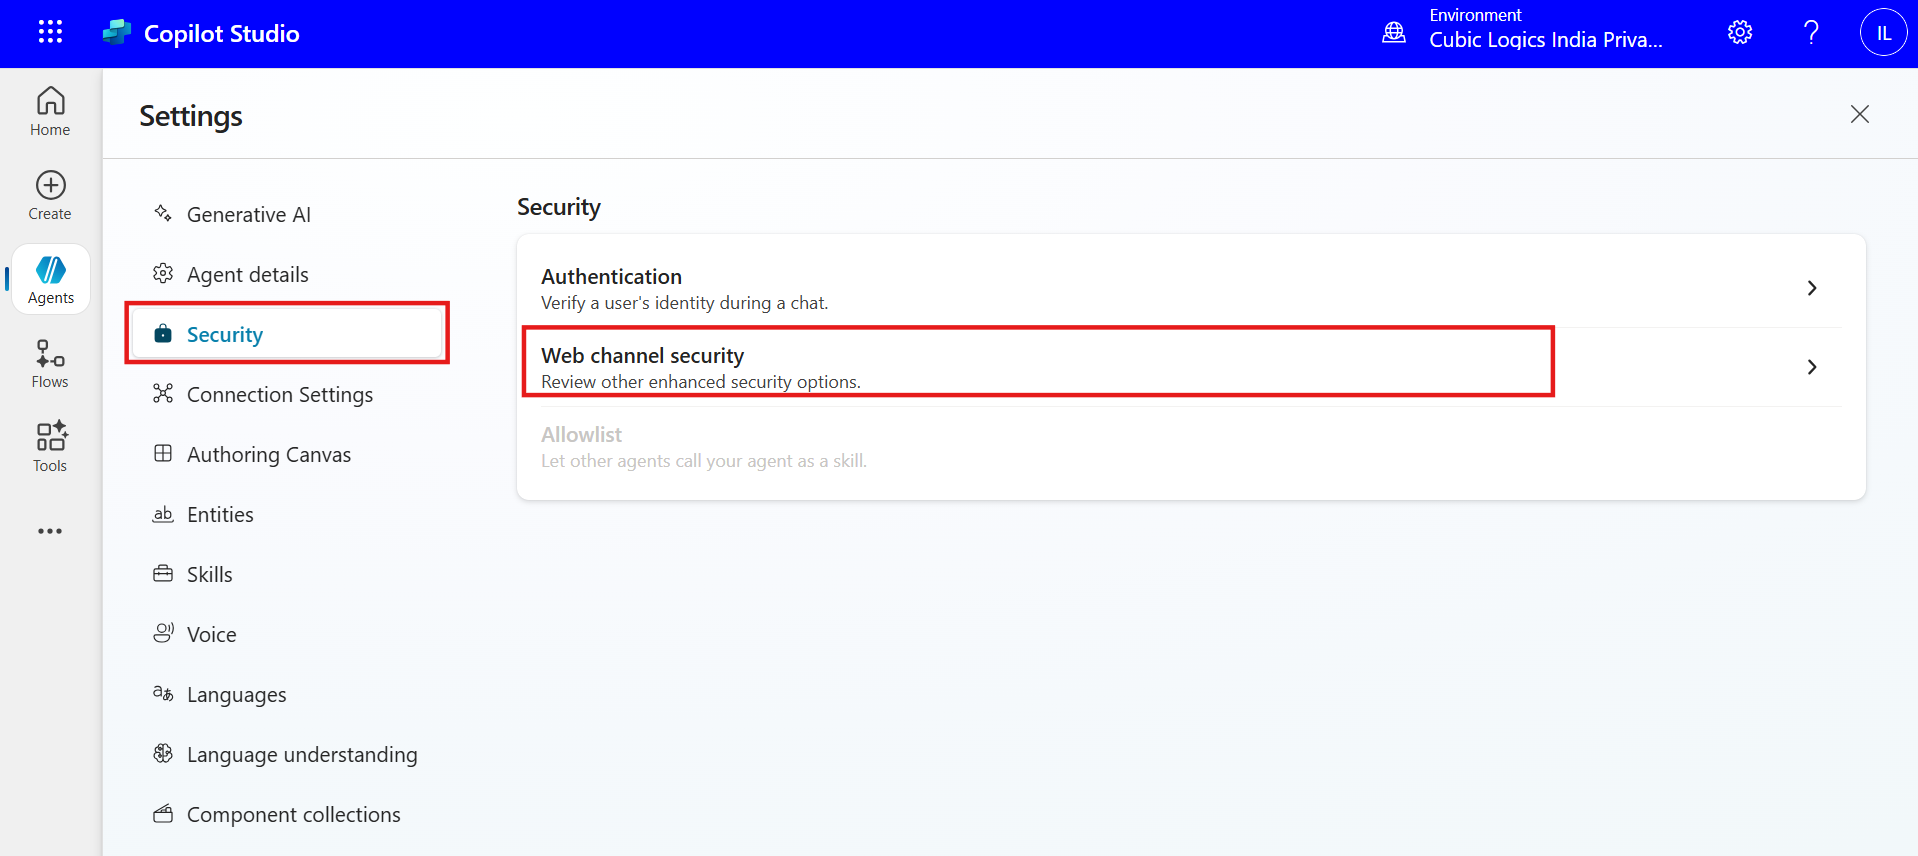 Copilot Studio
Environment
Cubic Logics India Priva...
IL
Home
Create
Agents
Flows
Tools
Settings
Generative AI
Agent details
Security
Connection Settings
Authoring Canvas
ab Entities
Skills
Voice
Languages
Language understanding
Component collections
Security
Authentication
Verify a user's identity during a chat.
Web channel security
Review other enhanced security options.
Allowlist
Let other agents call your agent as a skill.